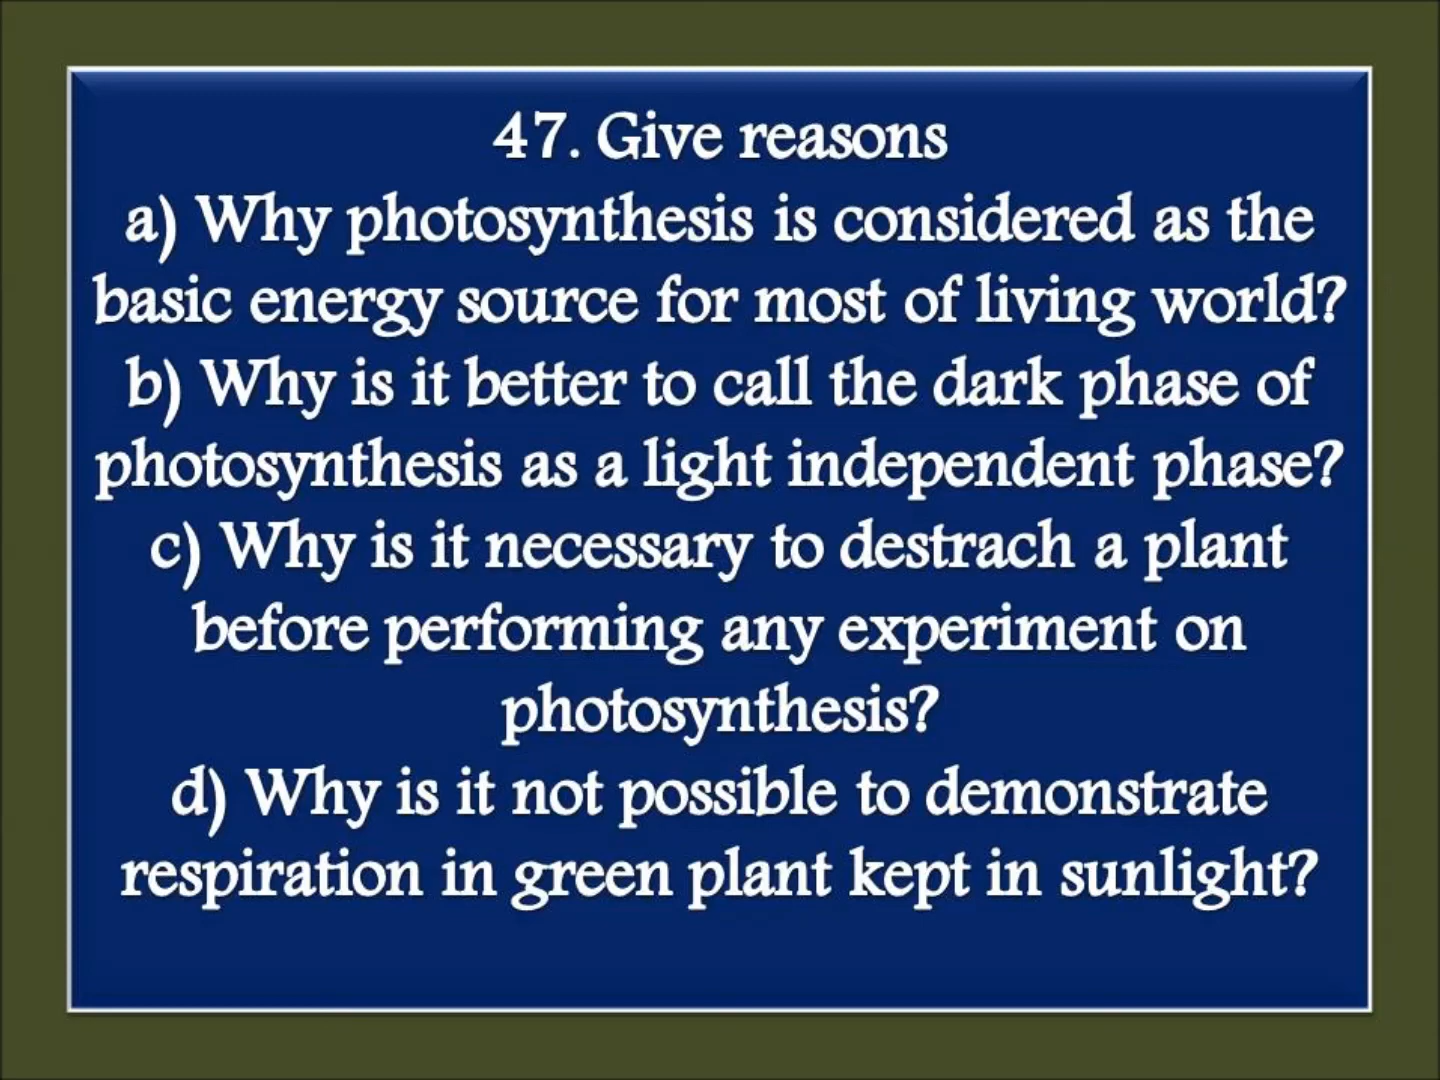 47. Give reasons
a) Why photosynthesis is considered as the
basic energy source for most of living world?
b) Why is it better to call the dark phase of
photosynthesis as a light independent phase?
c) Why is it necessary to destrach a plant
before performing any experiment on
photosynthesis?
d) Why is it not possible to demonstrate
respiration in green plant kept in sunlight?